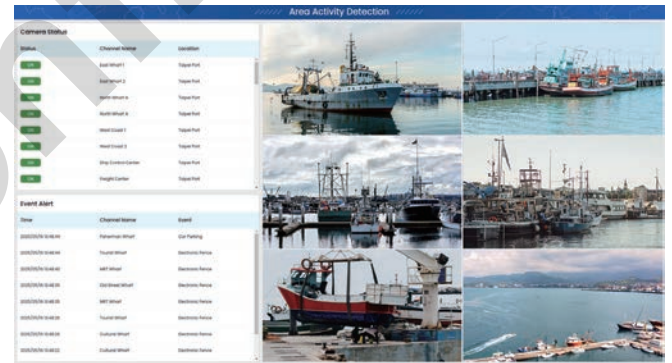 Area Activity Detection
Camera Status
Status Channel Name Location
ON East Wharf 1 Taipei Port
ON East Wharf 2 Taipei Port
ON North Wharf A Taipei Port
ON North Wharf A Taipei Port
ON West Coast 1 Taipei Port
ON West Coast 2 Taipei Port
ON Ship Control Center Taipei Port
ON Freight Center Taipei Port
Event Alert
Time Channel Name Event
Fisherman Wharf Car Parking
Tourist Wharf Electronic Fence
MRT Wharf Electronic Fence
Old Street Wharf Electronic Fence
MRT Wharf Electronic Fence
Tourist Wharf Electronic Fence
Cultural Wharf Electronic Fence
Cultural Wharf Electronic Fence